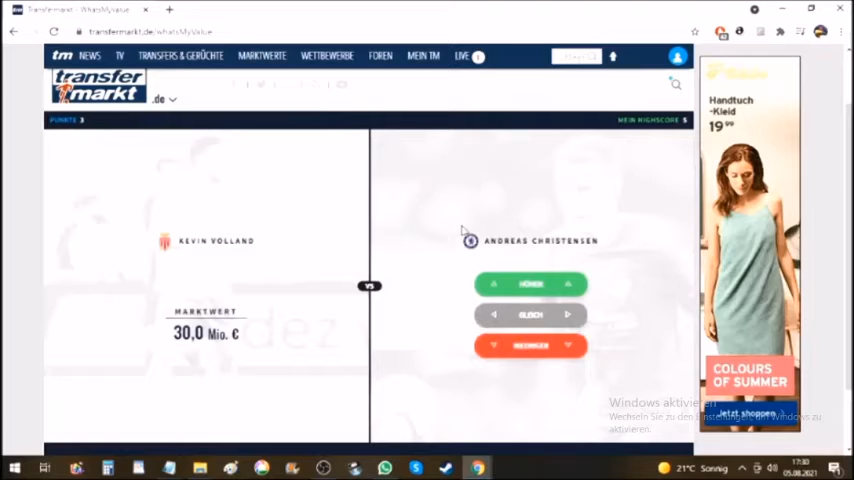 Transfermarkt - WhatsMyValue
transfermarkt.de/whatsMyValue
tm NEWS TV TRANSFERS & GERÜCHTE MARKTWERTE WETTBEWERBE FOREN MEIN TM LIVE
transfer
markt .de
PUNKTE 3
MEIN HIGHSCORE 5
KEVIN VOLLAND
MARKTWERT
30,0 Mio. €
VS
ANDREAS CHRISTENSEN
HÖHER
GLEICH
NIEDRIGER
Handtuch
-Kleid
19 99
COLOURS
OF SUMMER
Jetzt shoppen
Windows aktivieren
Wechseln Sie zu den Einstellungen, um Windows zu
aktivieren.
21°C Sonnig
17:30
05.08.2021